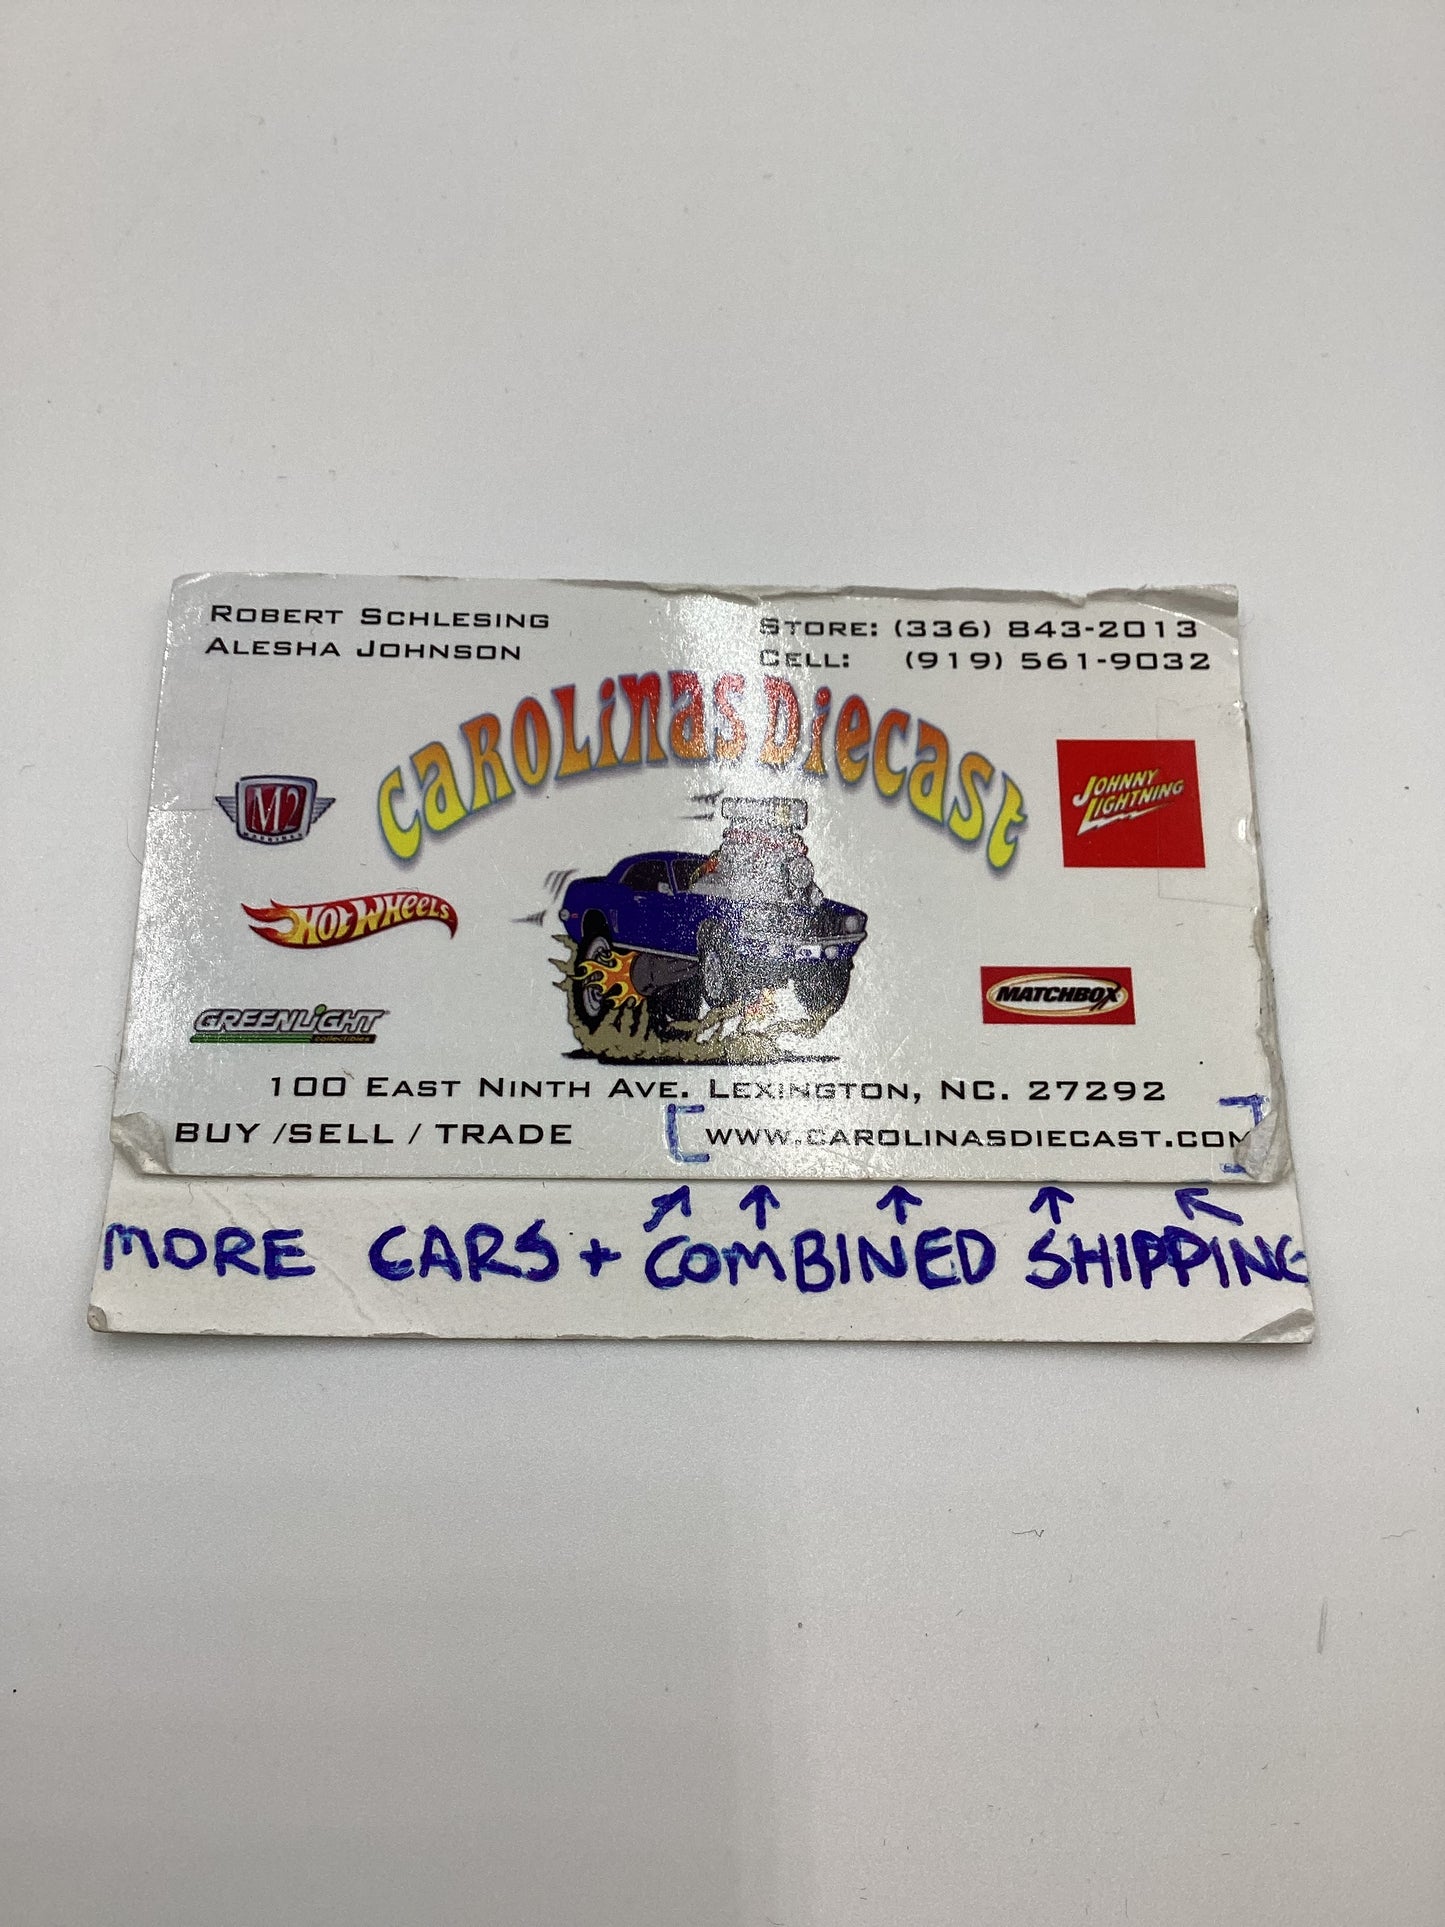 ROBERT SCHLESING
ALESHA JOHNSON
STORE: (336) 843-2013
CELL: (919) 561-9032
CAROLINAS DIECAST
M2
MACHINES
JOHNNY
LIGHTNING
HOT WHEELS
MATCHBOX
GREENLIGHT
collectibles
100 EAST NINTH AVE. LEXINGTON, NC. 27292
BUY /SELL / TRADE
WWW.CAROLINASDIECAST.COM
MORE CARS + COMBINED SHIPPING